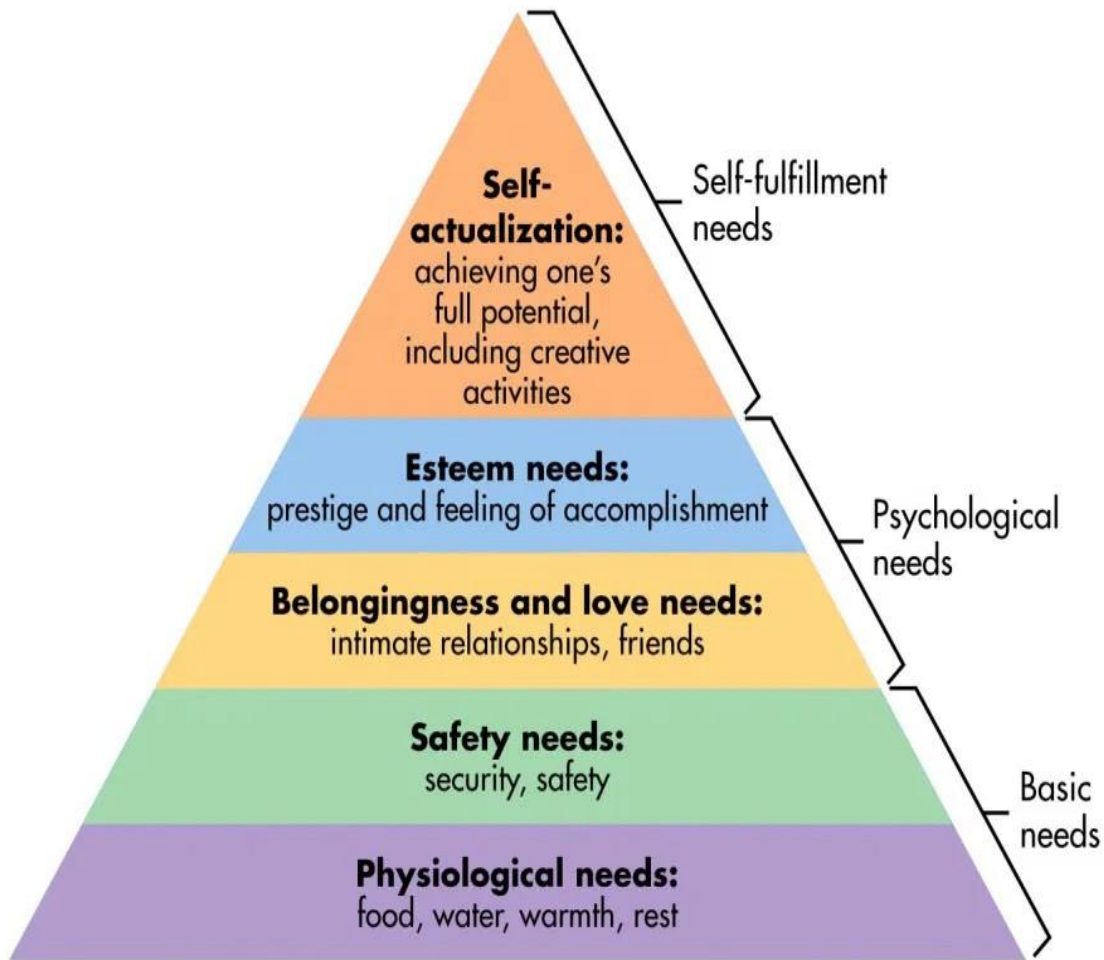 Self-
actualization:
achieving one's
full potential,
including creative
activities
Self-fulfillment
needs
Esteem needs:
prestige and feeling of accomplishment
Psychological
needs
Belongingness and love needs:
intimate relationships, friends
Safety needs:
security, safety
Basic
needs
Physiological needs:
food, water, warmth, rest